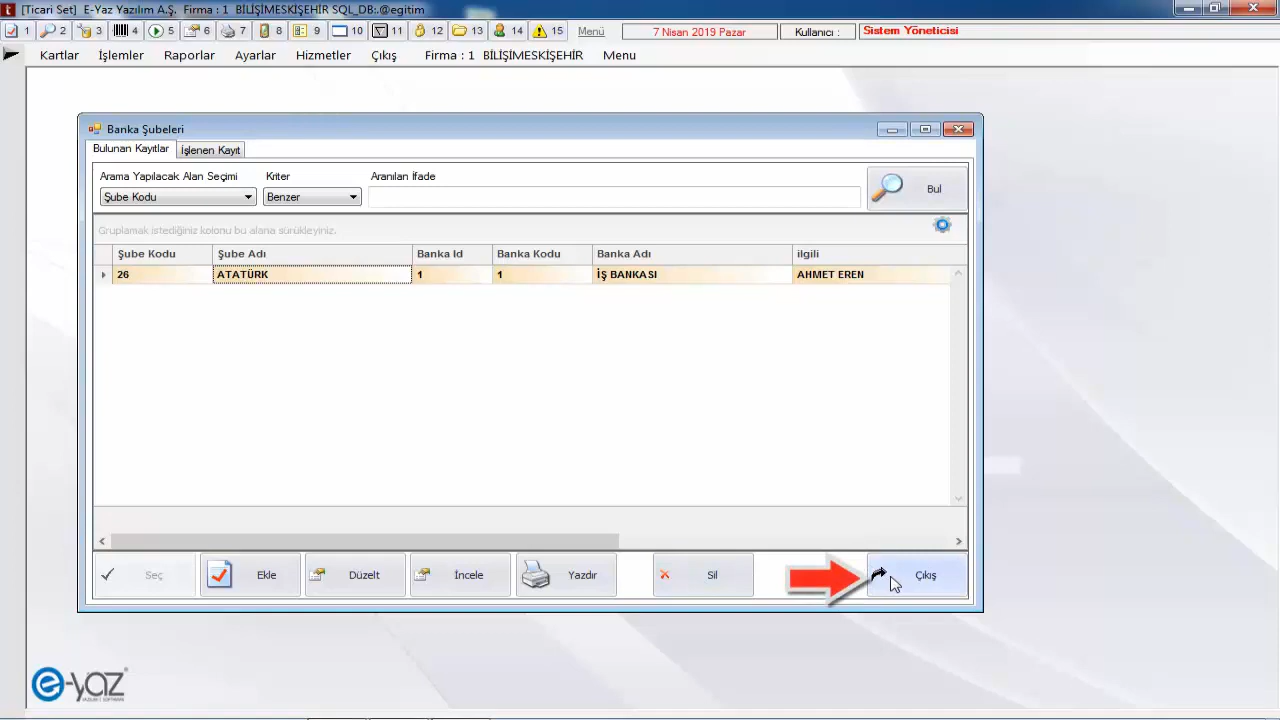 [Ticari Set] E-Yaz Yazılım A.Ş. Firma : 1 BİLİŞİMESKİŞEHİR SQL_DB:.@egitim
1 2 3 4 5 6 7 8 9 10 11 12 13 14 15 Menü 7 Nisan 2019 Pazar Kullanıcı : Sistem Yöneticisi
Kartlar İşlemler Raporlar Ayarlar Hizmetler Çıkış Firma : 1 BİLİŞİMESKİŞEHİR Menu
Banka Şubeleri
Bulunan Kayıtlar İşlenen Kayıt
Arama Yapılacak Alan Seçimi Kriter Aranılan İfade
Şube Kodu Benzer Bul
Gruplamak istediğiniz kolonu bu alana sürükleyiniz.
Şube Kodu Şube Adı Banka Id Banka Kodu Banka Adı ilgili
26 ATATÜRK 1 1 İŞ BANKASI AHMET EREN
Seç Ekle Düzelt İncele Yazdır Sil Çıkış
e-yaz